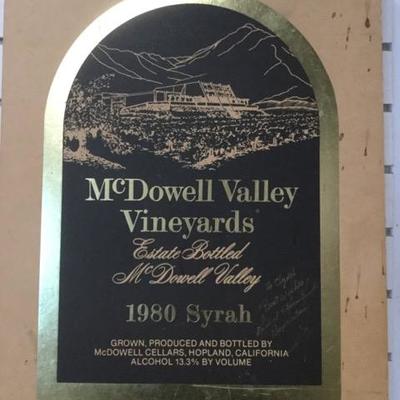 McDowell Valley
Vineyards
Estate Bottled
McDowell Valley
1980 Syrah
GROWN, PRODUCED AND BOTTLED BY
McDOWELL CELLARS, HOPLAND, CALIFORNIA
ALCOHOL 13.3% BY VOLUME